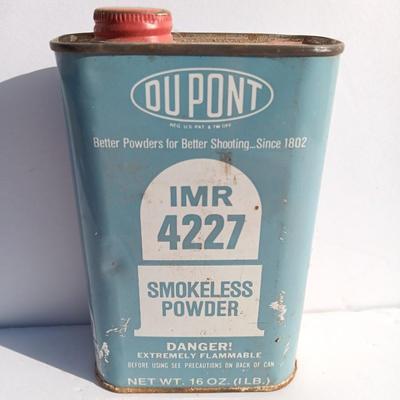 DU PONT
REG. U.S. PAT. & TM. OFF.
Better Powders for Better Shooting...Since 1802
IMR
4227
SMOKELESS
POWDER
DANGER!
EXTREMELY FLAMMABLE
BEFORE USING SEE PRECAUTIONS ON BACK OF CAN
NET WT. 16 OZ. (1 LB.)